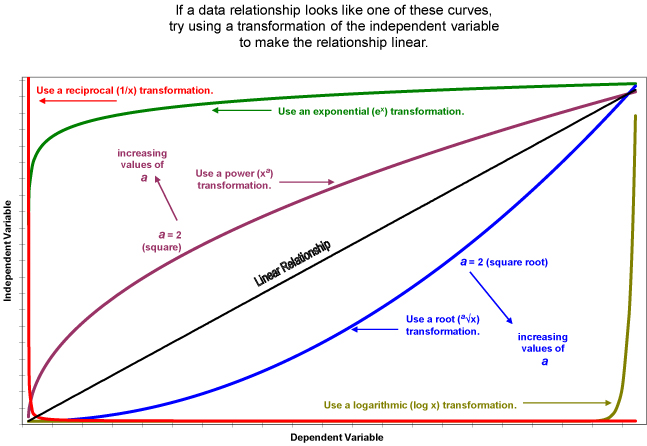 If a data relationship looks like one of these curves,
try using a transformation of the independent variable
to make the relationship linear.
Use a reciprocal (1/x) transformation.
Use an exponential (eˣ) transformation.
increasing
values of
a
Use a power (xᵃ)
transformation.
a = 2
(square)
Linear Relationship
a = 2 (square root)
Use a root (ᵃ√x)
transformation.
increasing
values of
a
Use a logarithmic (log x) transformation.
Independent Variable
Dependent Variable